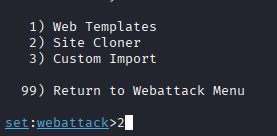 1) Web Templates
2) Site Cloner
3) Custom Import
99) Return to Webattack Menu
set:webattack>2